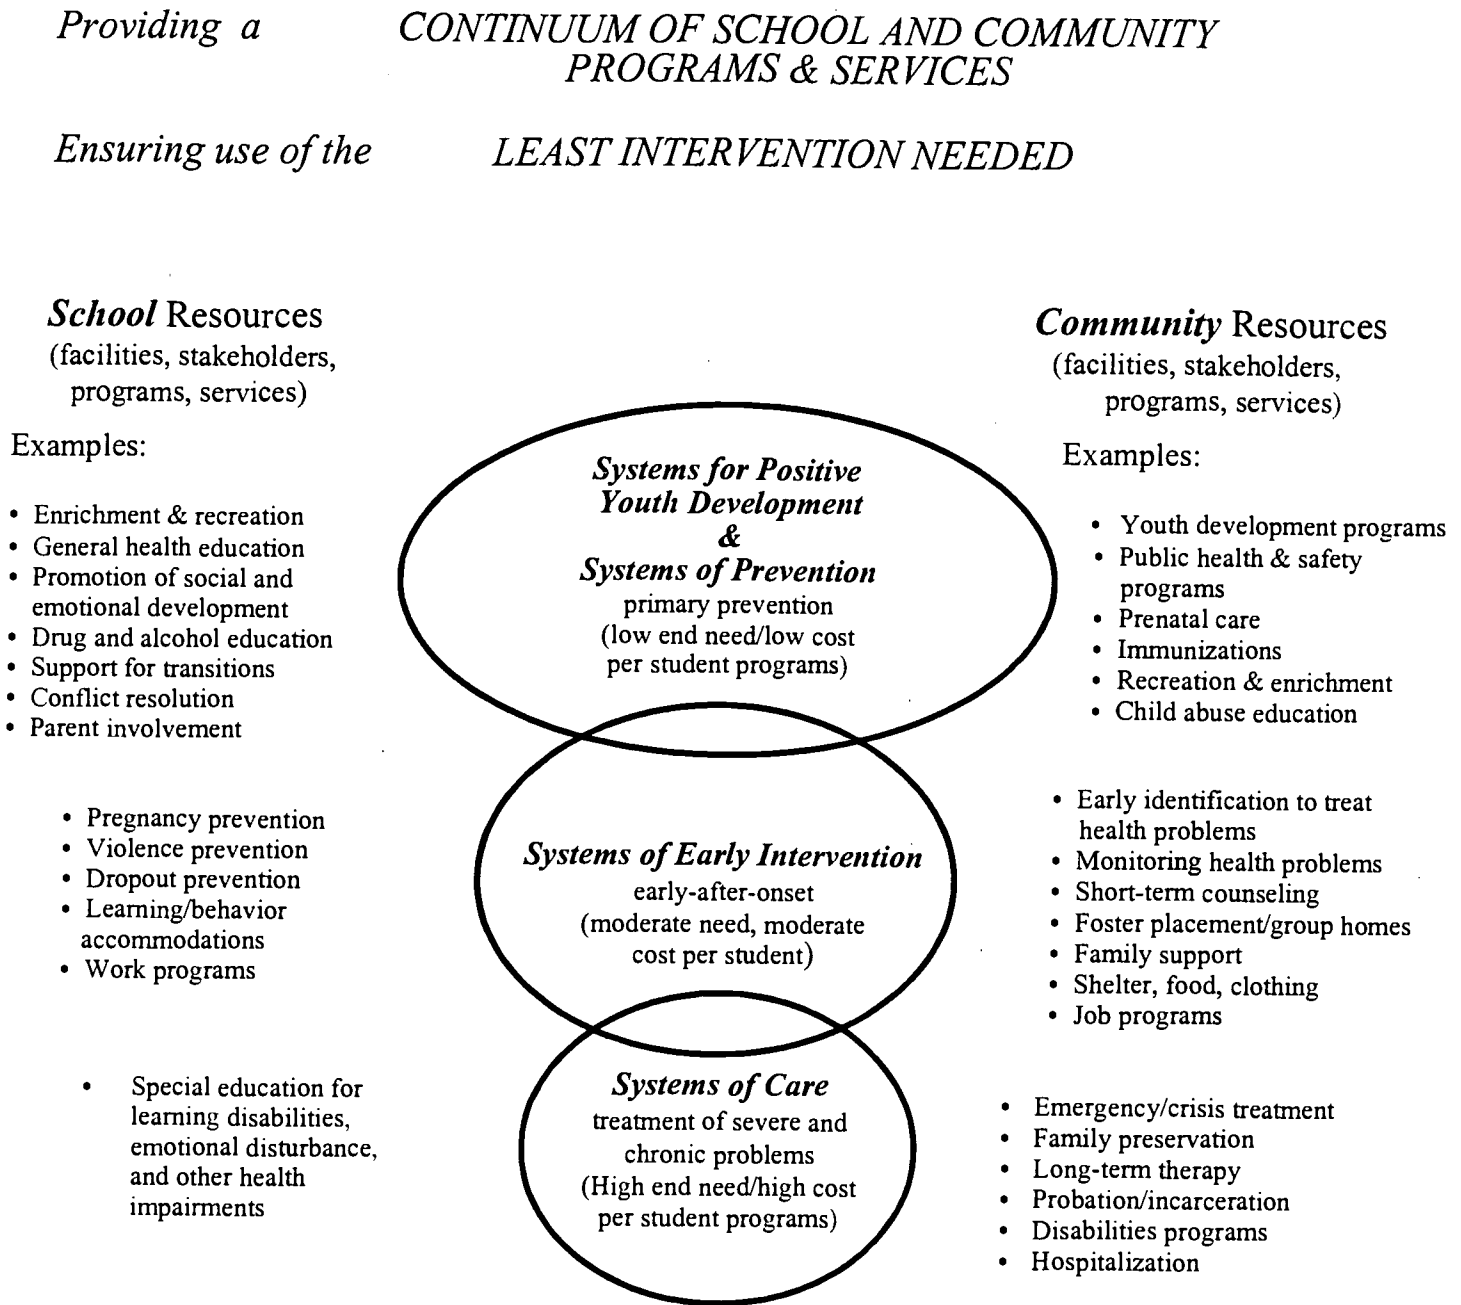 Providing a CONTINUUM OF SCHOOL AND COMMUNITY
PROGRAMS & SERVICES
Ensuring use of the LEAST INTERVENTION NEEDED
School Resources
(facilities, stakeholders,
programs, services)
Examples:
• Enrichment & recreation
• General health education
• Promotion of social and
emotional development
• Drug and alcohol education
• Support for transitions
• Conflict resolution
• Parent involvement
• Pregnancy prevention
• Violence prevention
• Dropout prevention
• Learning/behavior
accommodations
• Work programs
• Special education for
learning disabilities,
emotional disturbance,
and other health
impairments
Systems for Positive
Youth Development
&
Systems of Prevention
primary prevention
(low end need/low cost
per student programs)
Systems of Early Intervention
early-after-onset
(moderate need, moderate
cost per student)
Systems of Care
treatment of severe and
chronic problems
(High end need/high cost
per student programs)
Community Resources
(facilities, stakeholders,
programs, services)
Examples:
• Youth development programs
• Public health & safety
programs
• Prenatal care
• Immunizations
• Recreation & enrichment
• Child abuse education
• Early identification to treat
health problems
• Monitoring health problems
• Short-term counseling
• Foster placement/group homes
• Family support
• Shelter, food, clothing
• Job programs
• Emergency/crisis treatment
• Family preservation
• Long-term therapy
• Probation/incarceration
• Disabilities programs
• Hospitalization